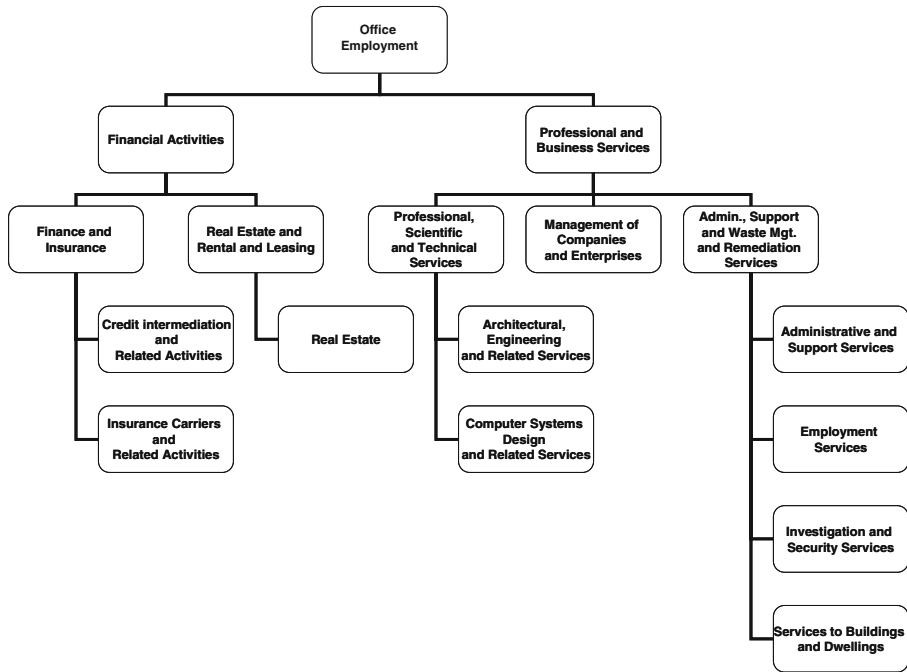 Office
Employment
Financial Activities
Professional and
Business Services
Finance and
Insurance
Real Estate and
Rental and Leasing
Professional,
Scientific
and Technical
Services
Management of
Companies
and Enterprises
Admin., Support
and Waste Mgt.
and Remediation
Services
Credit intermediation
and
Related Activities
Real Estate
Architectural,
Engineering
and Related Services
Administrative and
Support Services
Insurance Carriers
and
Related Activities
Computer Systems
Design
and Related Services
Employment
Services
Investigation and
Security Services
Services to Buildings
and Dwellings